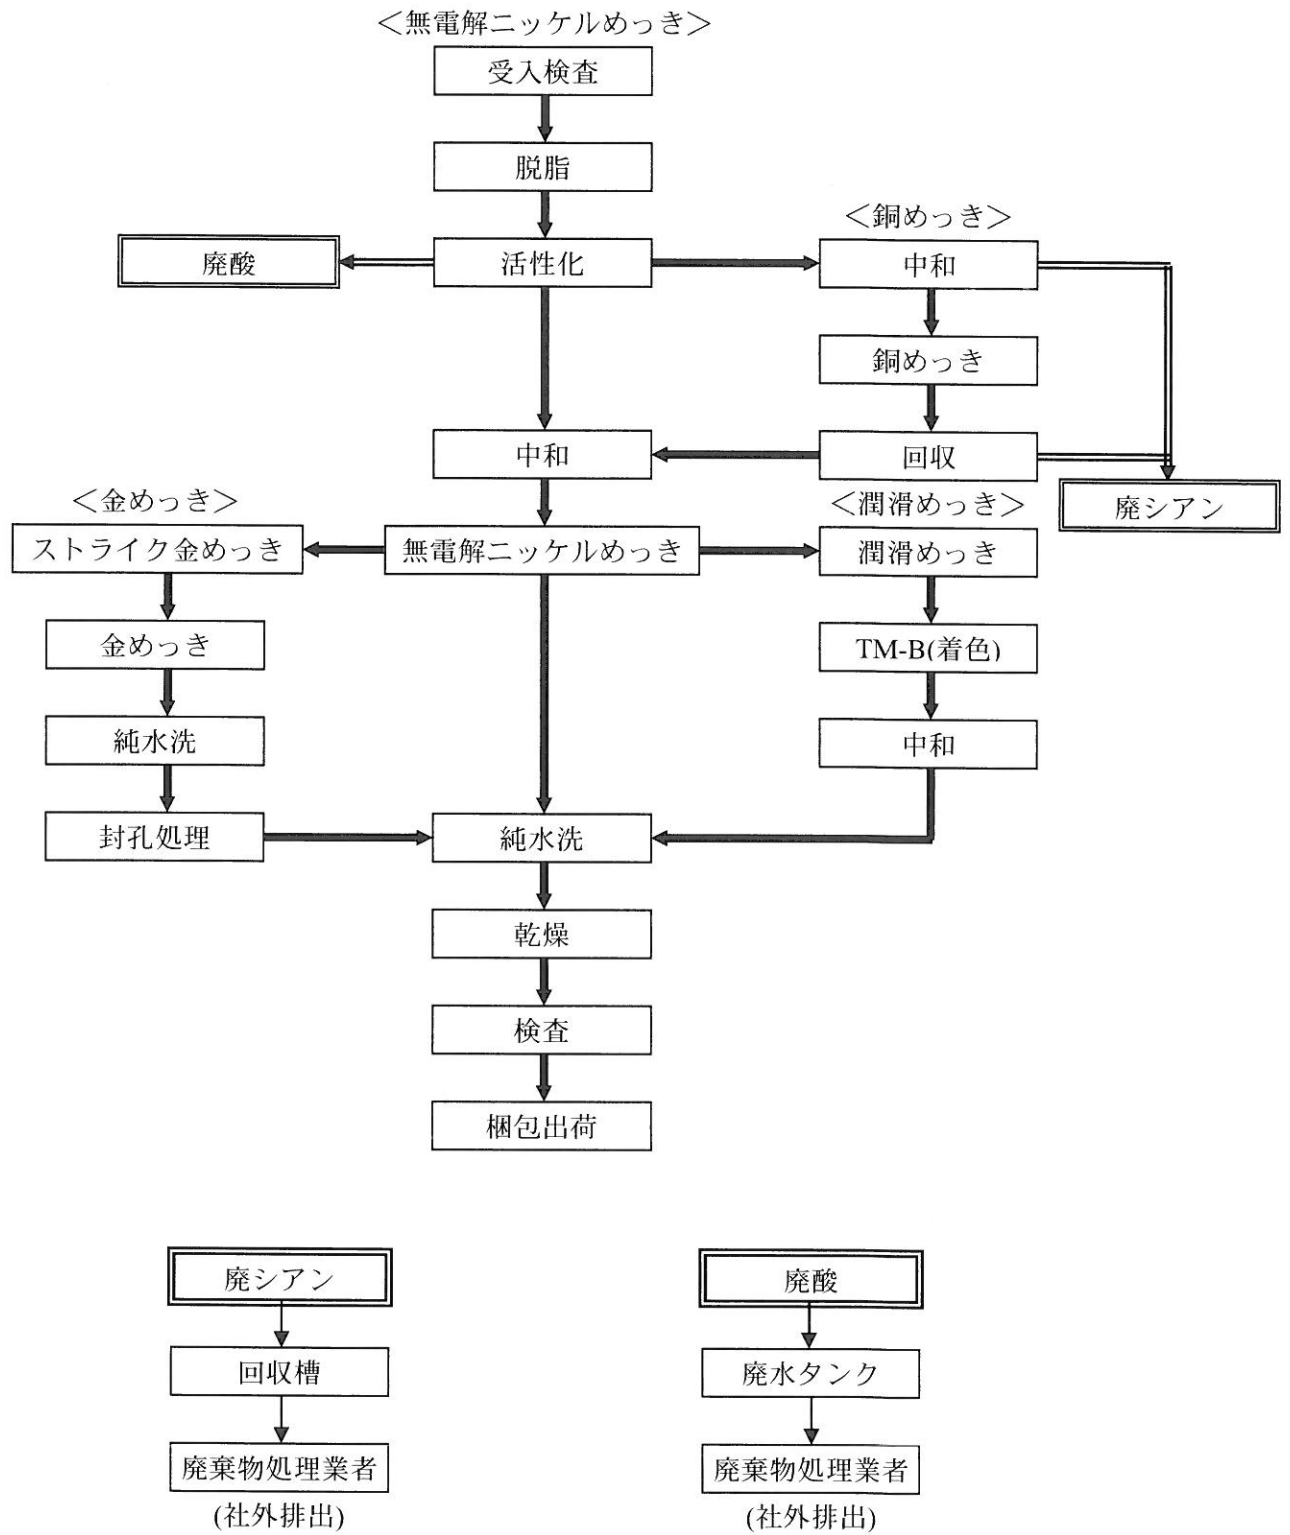 ＜無電解ニッケルめっき＞
受入検査
脱脂
＜銅めっき＞
廃酸
活性化
中和
銅めっき
中和
回収
＜金めっき＞
＜潤滑めっき＞
廃シアン
ストライク金めっき
無電解ニッケルめっき
潤滑めっき
金めっき
TM-B(着色)
純水洗
中和
封孔処理
純水洗
乾燥
検査
梱包出荷
廃シアン
廃酸
回収槽
廃水タンク
廃棄物処理業者
廃棄物処理業者
(社外排出)
(社外排出)